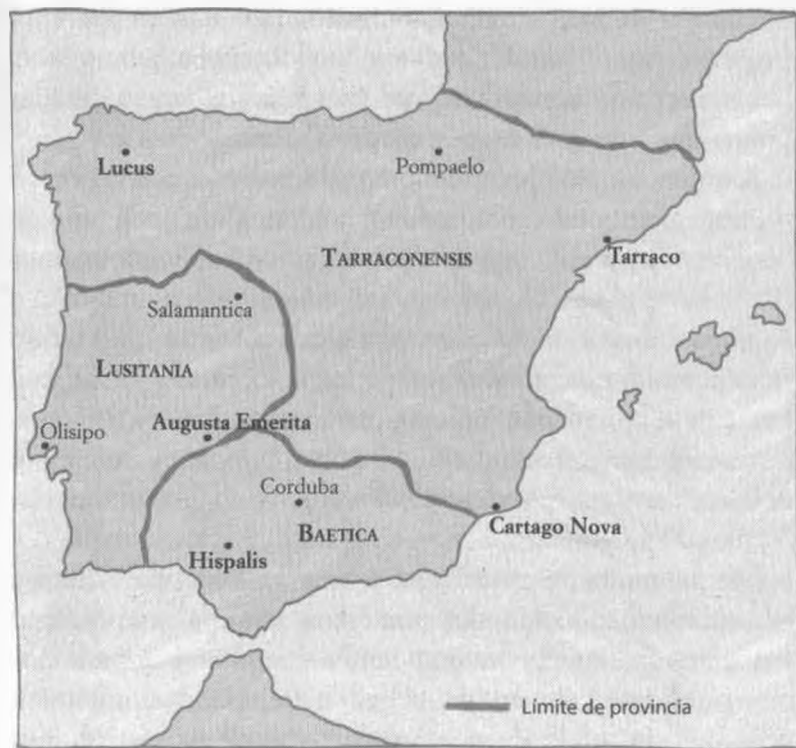 Lucus
Pompaelo
TARRACONENSIS
Tarraco
Salamantica
LUSITANIA
Augusta Emerita
Olisipo
Corduba
Cartago Nova
BAETICA
Hispalis
Límite de provincia